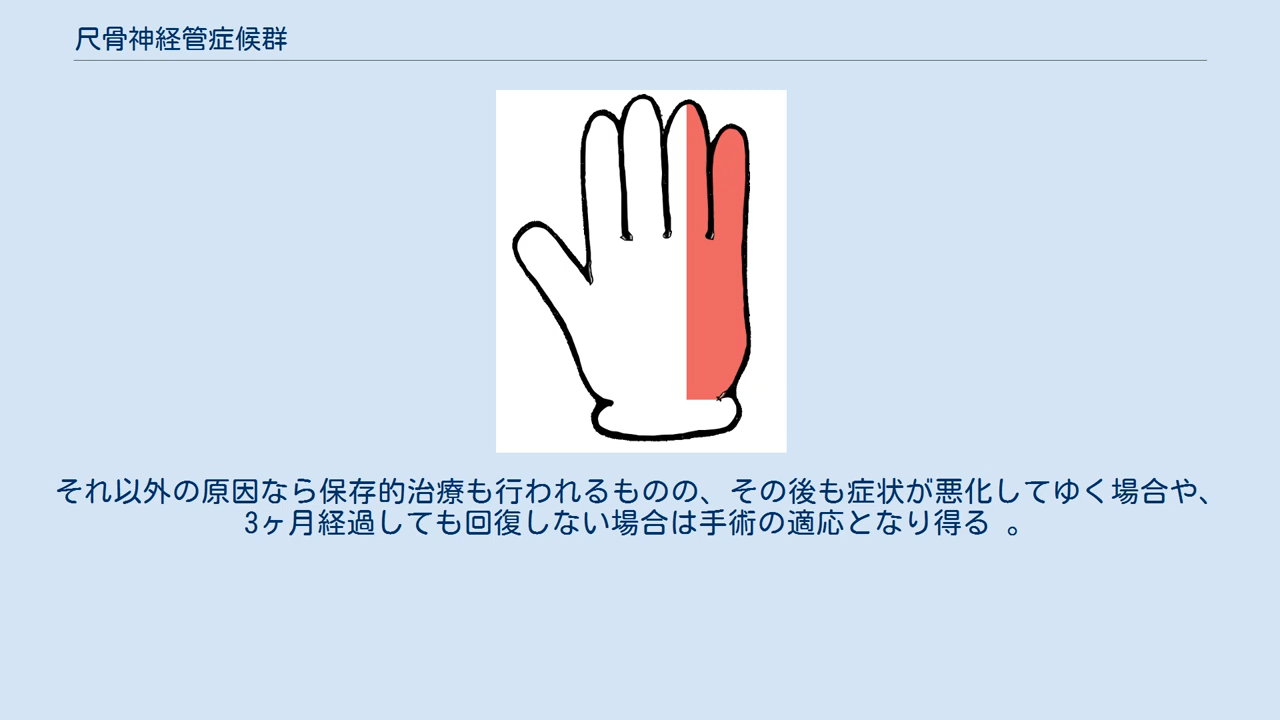 尺骨神経管症候群
それ以外の原因なら保存的治療も行われるものの、その後も症状が悪化してゆく場合や、
3ヶ月経過しても回復しない場合は手術の適応となり得る 。